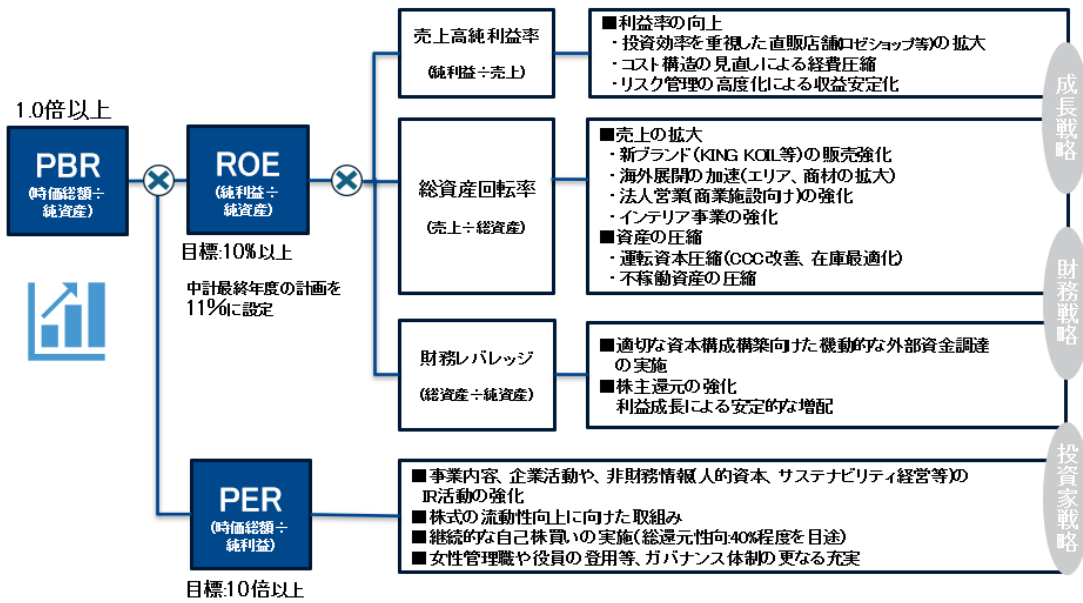 1.0倍以上
PBR
(時価総額÷
純資産)
ROE
(純利益÷
純資産)
目標:10%以上
中計最終年度の計画を
11%に設定
売上高純利益率
(純利益÷売上)
■利益率の向上
・投資効率を重視した直販店舗(ロゼショップ等)の拡大
・コスト構造の見直しによる経費圧縮
・リスク管理の高度化による収益安定化
総資産回転率
(売上÷総資産)
■売上の拡大
・新ブランド(KING KOIL等)の販売強化
・海外展開の加速(エリア、商材の拡大)
・法人営業(商業施設向け)の強化
・インテリア事業の強化
■資産の圧縮
・運転資本圧縮(CCC改善、在庫最適化)
・不稼働資産の圧縮
財務レバレッジ
(総資産÷純資産)
■適切な資本構成構築向けた機動的な外部資金調達
の実施
■株主還元の強化
利益成長による安定的な増配
PER
(時価総額÷
純利益)
目標:10倍以上
■事業内容、企業活動や、非財務情報(人的資本、サステナビリティ経営等)の
IR活動の強化
■株式の流動性向上に向けた取組み
■継続的な自己株買いの実施(総還元性向:40%程度を目途)
■女性管理職や役員の登用等、ガバナンス体制の更なる充実
成長戦略
財務戦略
投資家戦略